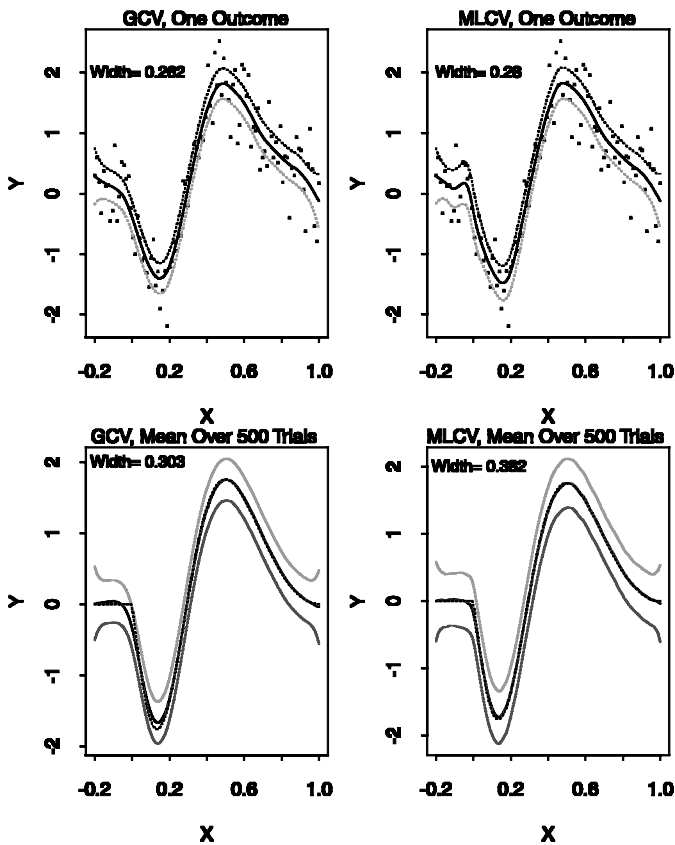 GCV, One Outcome
Width= 0.262
Y
2
1
0
-1
-2
-0.2 0.2 0.6 1.0
X
MLCV, One Outcome
Width= 0.28
Y
2
1
0
-1
-2
-0.2 0.2 0.6 1.0
X
GCV, Mean Over 500 Trials
Width= 0.303
Y
2
1
0
-1
-2
-0.2 0.2 0.6 1.0
X
MLCV, Mean Over 500 Trials
Width= 0.362
Y
2
1
0
-1
-2
-0.2 0.2 0.6 1.0
X